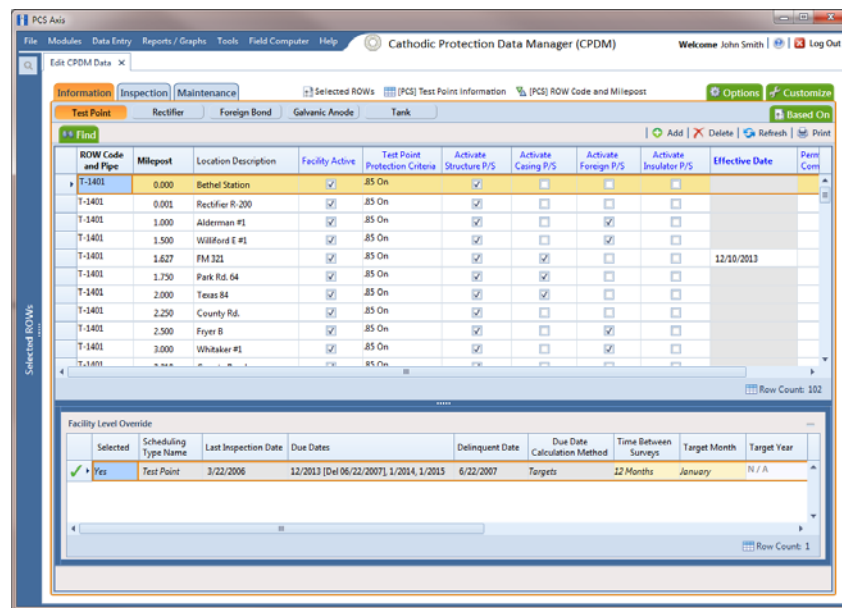 PCS Axis
File Modules Data Entry Reports / Graphs Tools Field Computer Help Cathodic Protection Data Manager (CPDM) Welcome John Smith Log Out
Edit CPDM Data ×
Information Inspection Maintenance Selected ROWs [PCS] Test Point Information [PCS] ROW Code and Milepost Options Customize
Test Point Rectifier Foreign Bond Galvanic Anode Tank Based On
Find Add Delete Refresh Print
ROW Code and Pipe Milepost Location Description Facility Active Test Point Protection Criteria Activate Structure P/S Activate Casing P/S Activate Foreign P/S Activate Insulator P/S Effective Date Perm Com
T-1401 0.000 Bethel Station .85 On
T-1401 0.001 Rectifier R-200 .85 On
T-1401 1.000 Alderman #1 .85 On
T-1401 1.500 Williford E #1 .85 On
T-1401 1.627 FM 321 .85 On 12/10/2013
T-1401 1.750 Park Rd. 64 .85 On
T-1401 2.000 Texas 84 .85 On
T-1401 2.250 County Rd. .85 On
T-1401 2.500 Fryer B .85 On
T-1401 3.000 Whitaker #1 .85 On
T-1401 .85 On
Row Count: 102
Selected ROWs
Facility Level Override
Selected Scheduling Type Name Last Inspection Date Due Dates Delinquent Date Due Date Calculation Method Time Between Surveys Target Month Target Year
Yes Test Point 3/22/2006 12/2013 [Del 06/22/2007], 1/2014, 1/2015 6/22/2007 Targets 12 Months January N / A
Row Count: 1